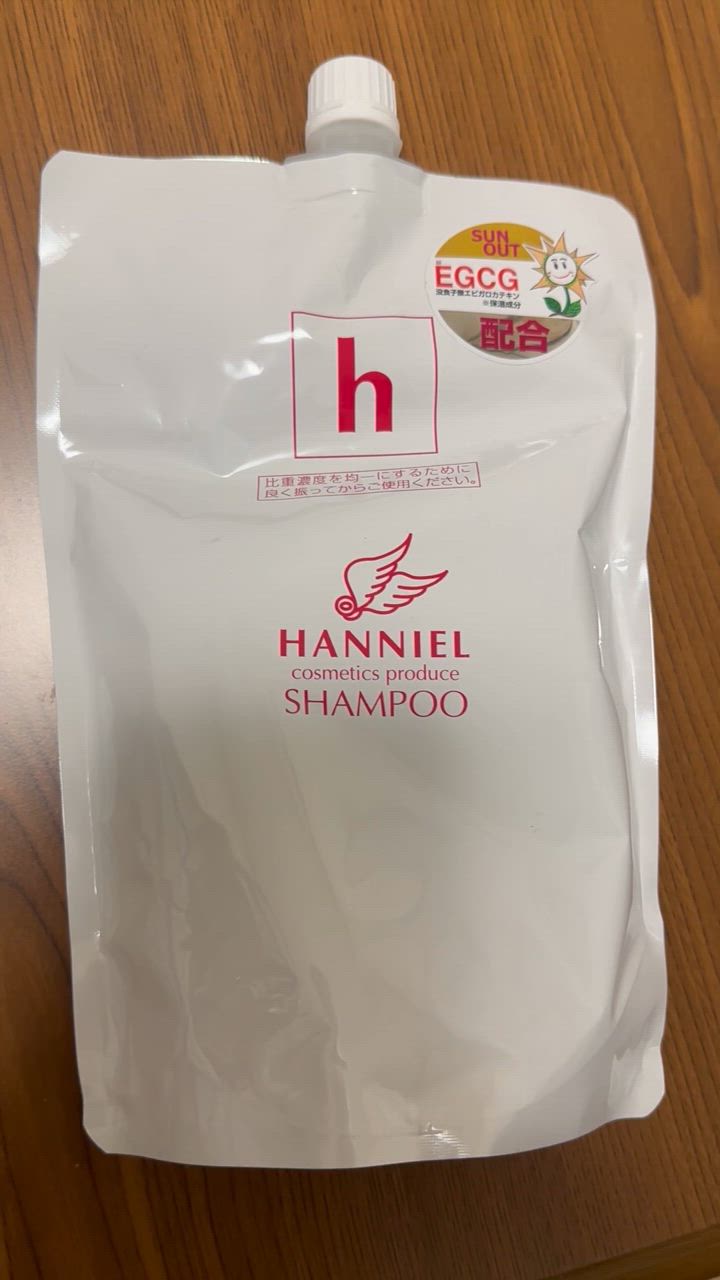 SUN
OUT
※
EGCG
没食子酸エピガロカテキン
※保湿成分
配合
h
比重濃度を均一にするために
良く振ってからご使用ください。
HANNIEL
cosmetics produce
SHAMPOO